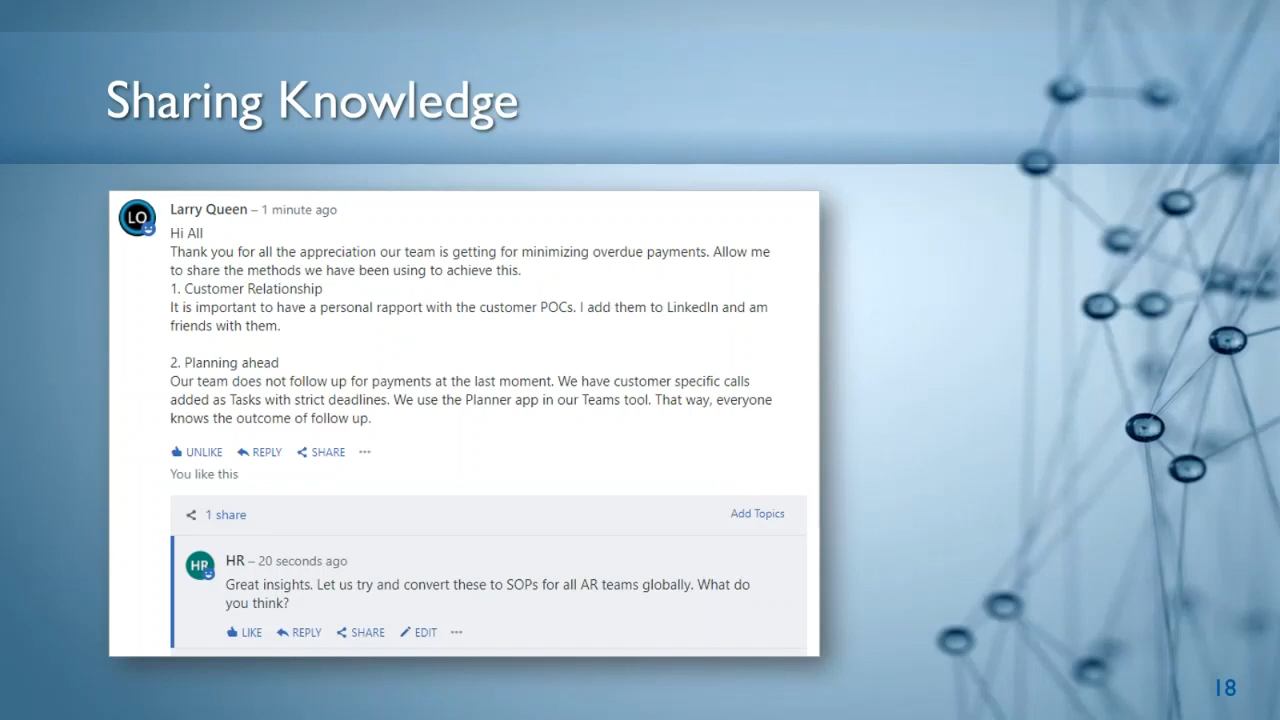 Sharing Knowledge
LO
Larry Queen – 1 minute ago
Hi All
Thank you for all the appreciation our team is getting for minimizing overdue payments. Allow me
to share the methods we have been using to achieve this.
1. Customer Relationship
It is important to have a personal rapport with the customer POCs. I add them to LinkedIn and am
friends with them.
2. Planning ahead
Our team does not follow up for payments at the last moment. We have customer specific calls
added as Tasks with strict deadlines. We use the Planner app in our Teams tool. That way, everyone
knows the outcome of follow up.
UNLIKE REPLY SHARE ···
You like this
1 share Add Topics
HR
HR – 20 seconds ago
Great insights. Let us try and convert these to SOPs for all AR teams globally. What do
you think?
LIKE REPLY SHARE EDIT ···
18